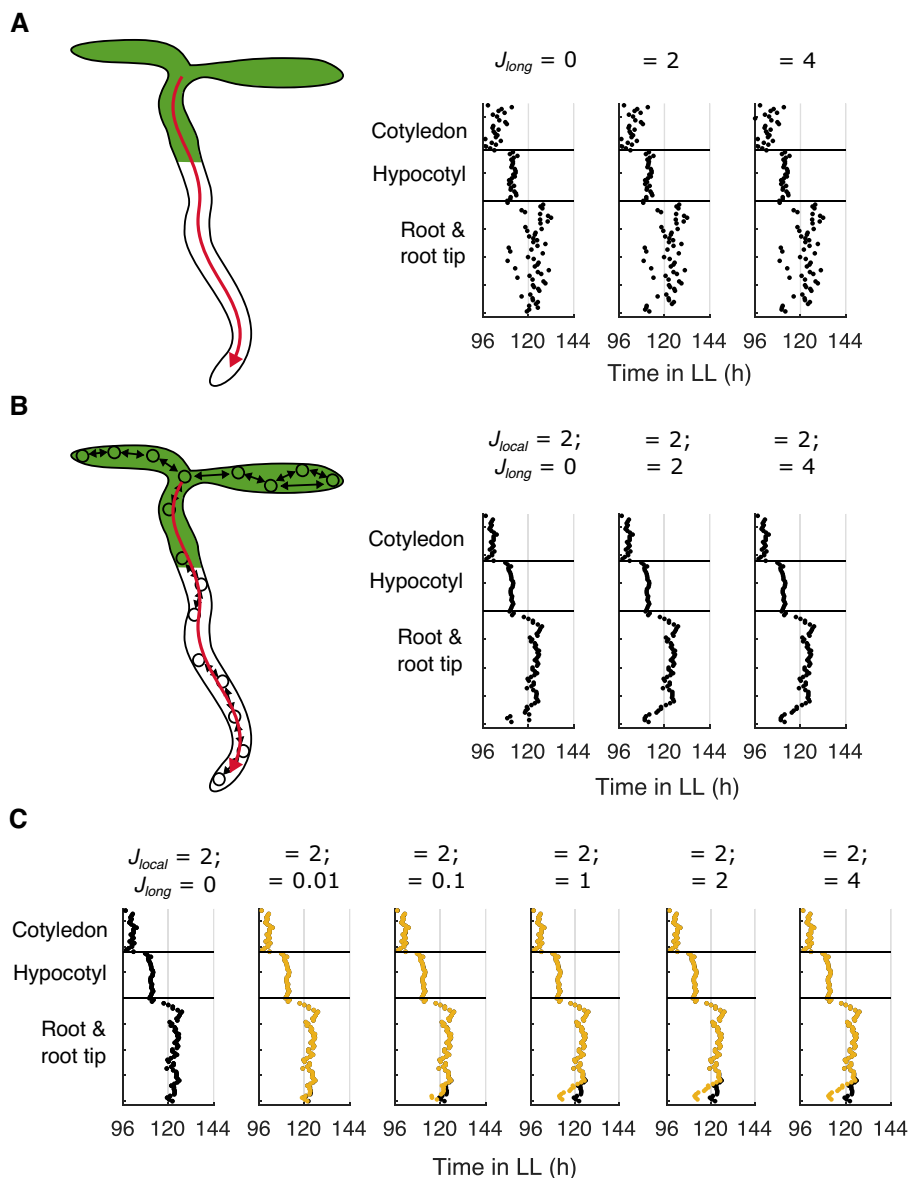 A
J_long = 0 = 2 = 4
Cotyledon
Hypocotyl
Root &
root tip
96 120 144 96 120 144 96 120 144
Time in LL (h)
B
J_local = 2; = 2; = 2;
J_long = 0 = 2 = 4
Cotyledon
Hypocotyl
Root &
root tip
96 120 144 96 120 144 96 120 144
Time in LL (h)
C
J_local = 2; = 2; = 2; = 2; = 2; = 2;
J_long = 0 = 0.01 = 0.1 = 1 = 2 = 4
Cotyledon
Hypocotyl
Root &
root tip
96 120 144 96 120 144 96 120 144 96 120 144 96 120 144 96 120 144
Time in LL (h)